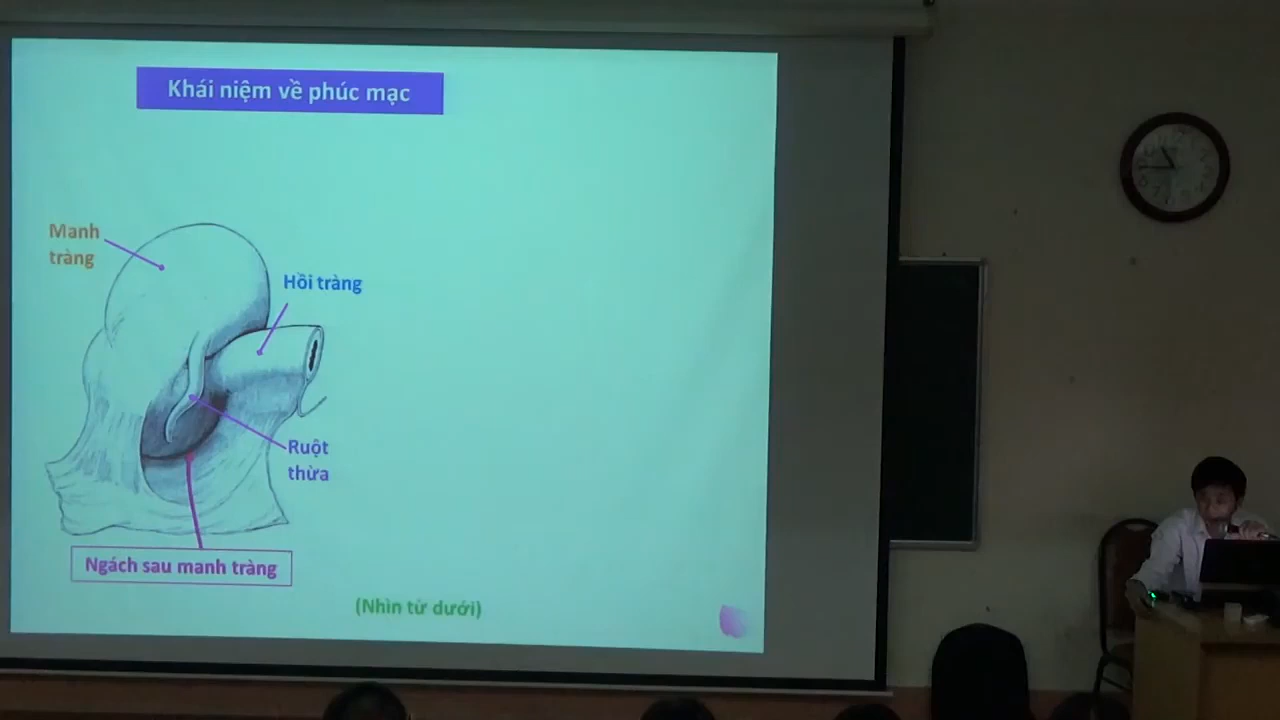 Khái niệm về phúc mạc
Manh
tràng
Hồi tràng
Ruột
thừa
Ngách sau manh tràng
(Nhìn từ dưới)